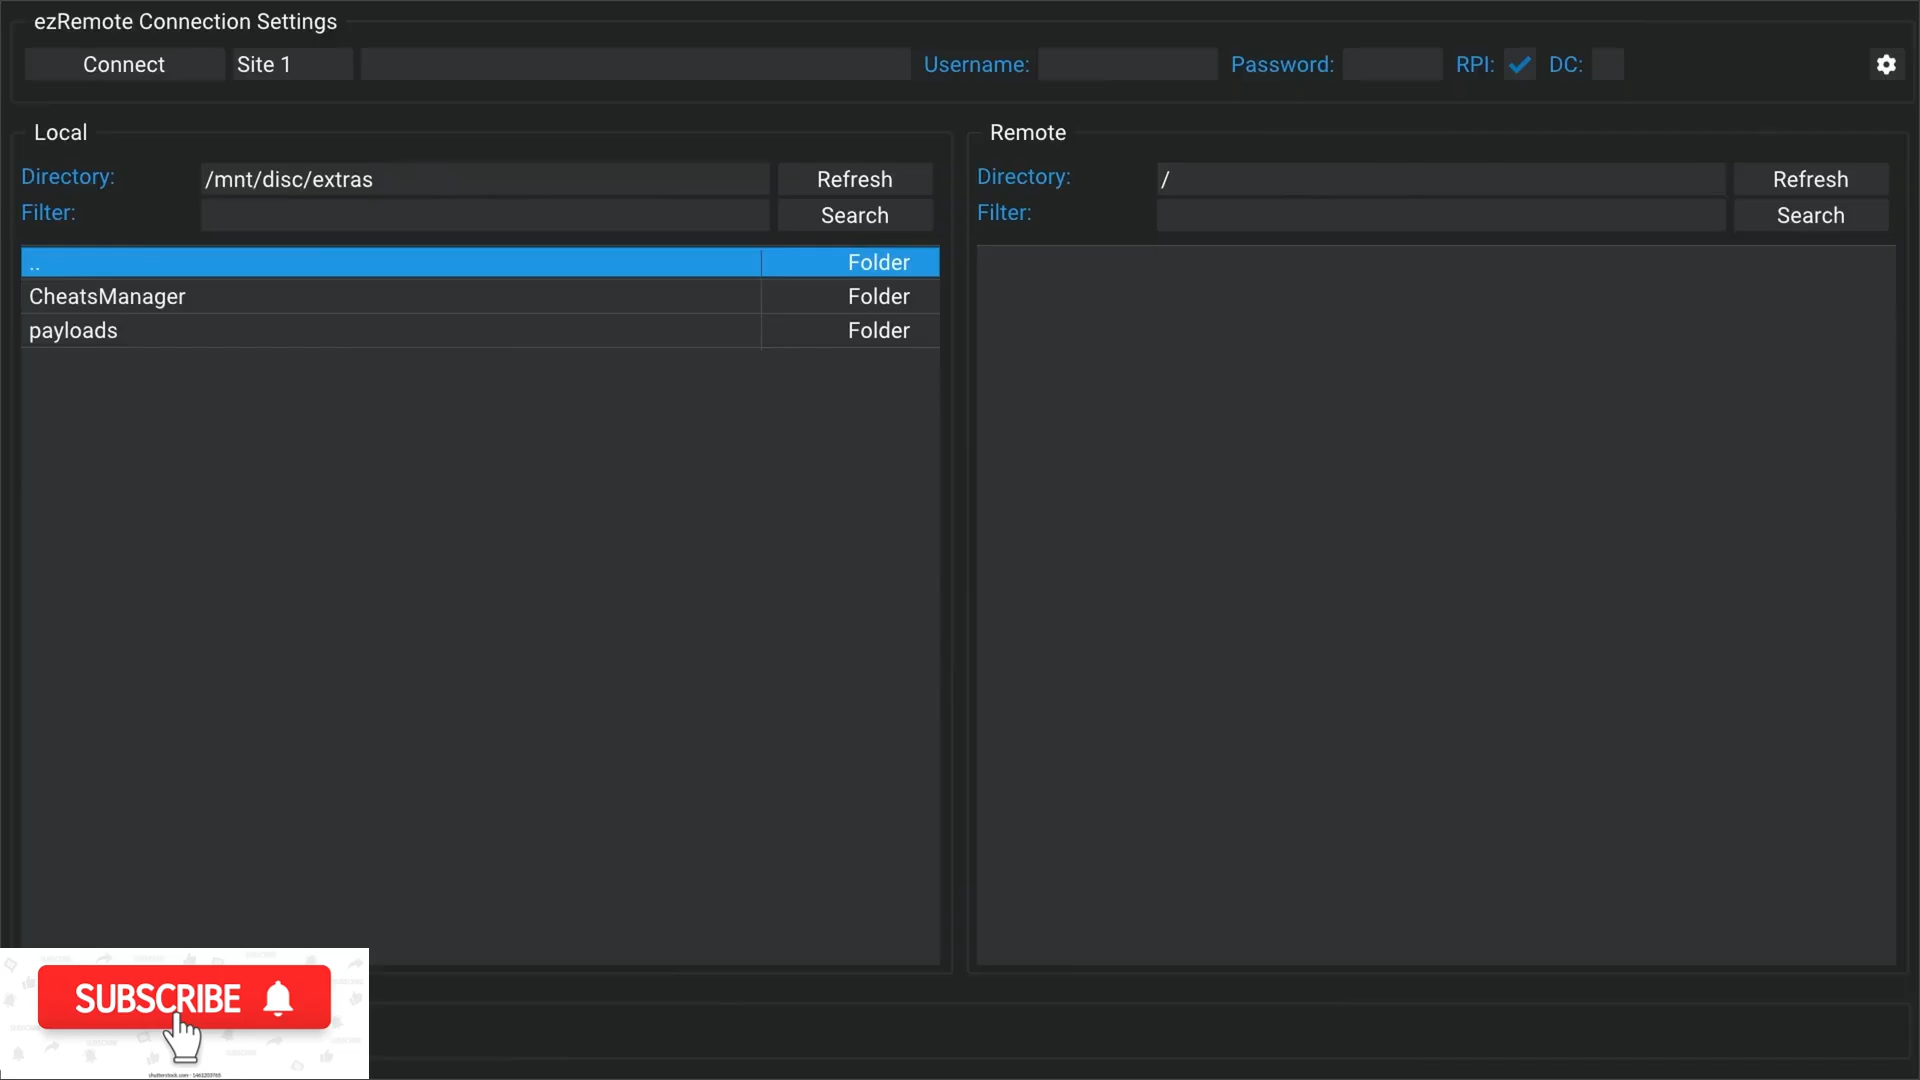 ezRemote Connection Settings
Connect Site 1 Username: Password: RPI: DC:
Local
Directory: /mnt/disc/extras Refresh
Filter: Search
.. Folder
CheatsManager Folder
payloads Folder
Remote
Directory: / Refresh
Filter: Search
SUBSCRIBE